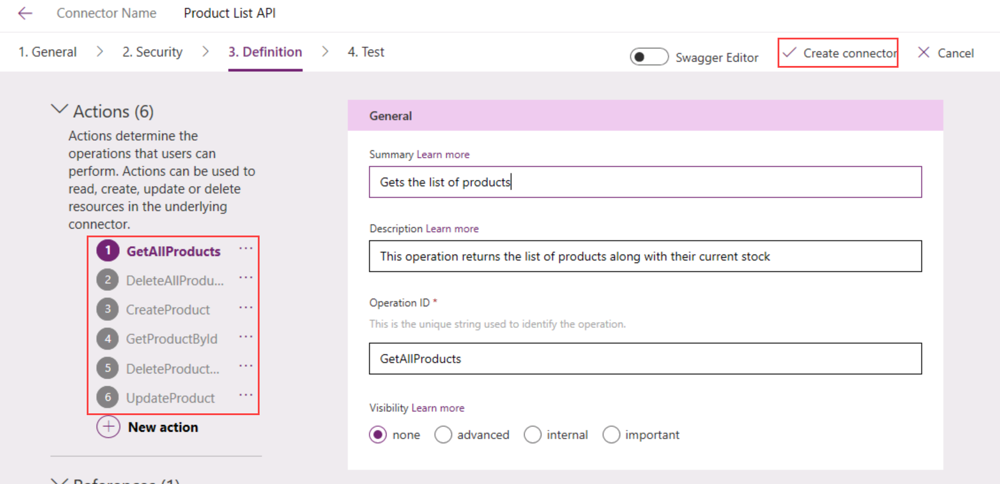 Connector Name Product List API
1. General 2. Security 3. Definition 4. Test Swagger Editor Create connector Cancel
Actions (6)
Actions determine the
operations that users can
perform. Actions can be used to
read, create, update or delete
resources in the underlying
connector.
1 GetAllProducts ...
2 DeleteAllProdu... ...
3 CreateProduct ...
4 GetProductById ...
5 DeleteProduct... ...
6 UpdateProduct ...
New action
References (1)
General
Summary Learn more
Gets the list of products
Description Learn more
This operation returns the list of products along with their current stock
Operation ID *
This is the unique string used to identify the operation.
GetAllProducts
Visibility Learn more
none advanced internal important